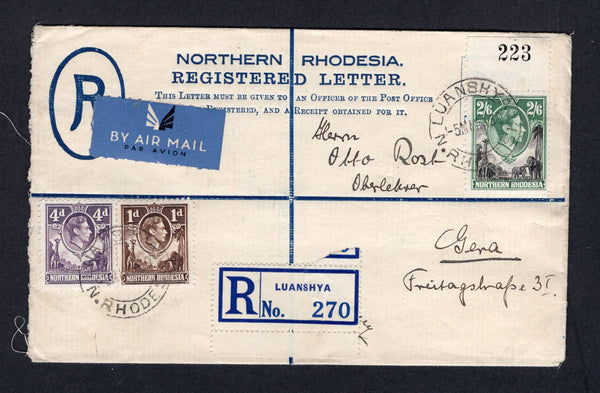 223
NORTHERN RHODESIA.
REGISTERED LETTER.
THIS LETTER MUST BE GIVEN TO AN OFFICER OF THE POST OFFICE
REGISTERED, AND A RECEIPT OBTAINED FOR IT.
R
BY AIR MAIL
PAR AVION
LUANSHYA
N. RHODESIA
2/6 2/6
NORTHERN RHODESIA
Herrn
Otto Rost
Oberlehrer
Gera
Freitagstraße 31
4d 4d
NORTHERN RHODESIA
1d 1d
NORTHERN RHODESIA
N. RHODE
R LUANSHYA
No. 270